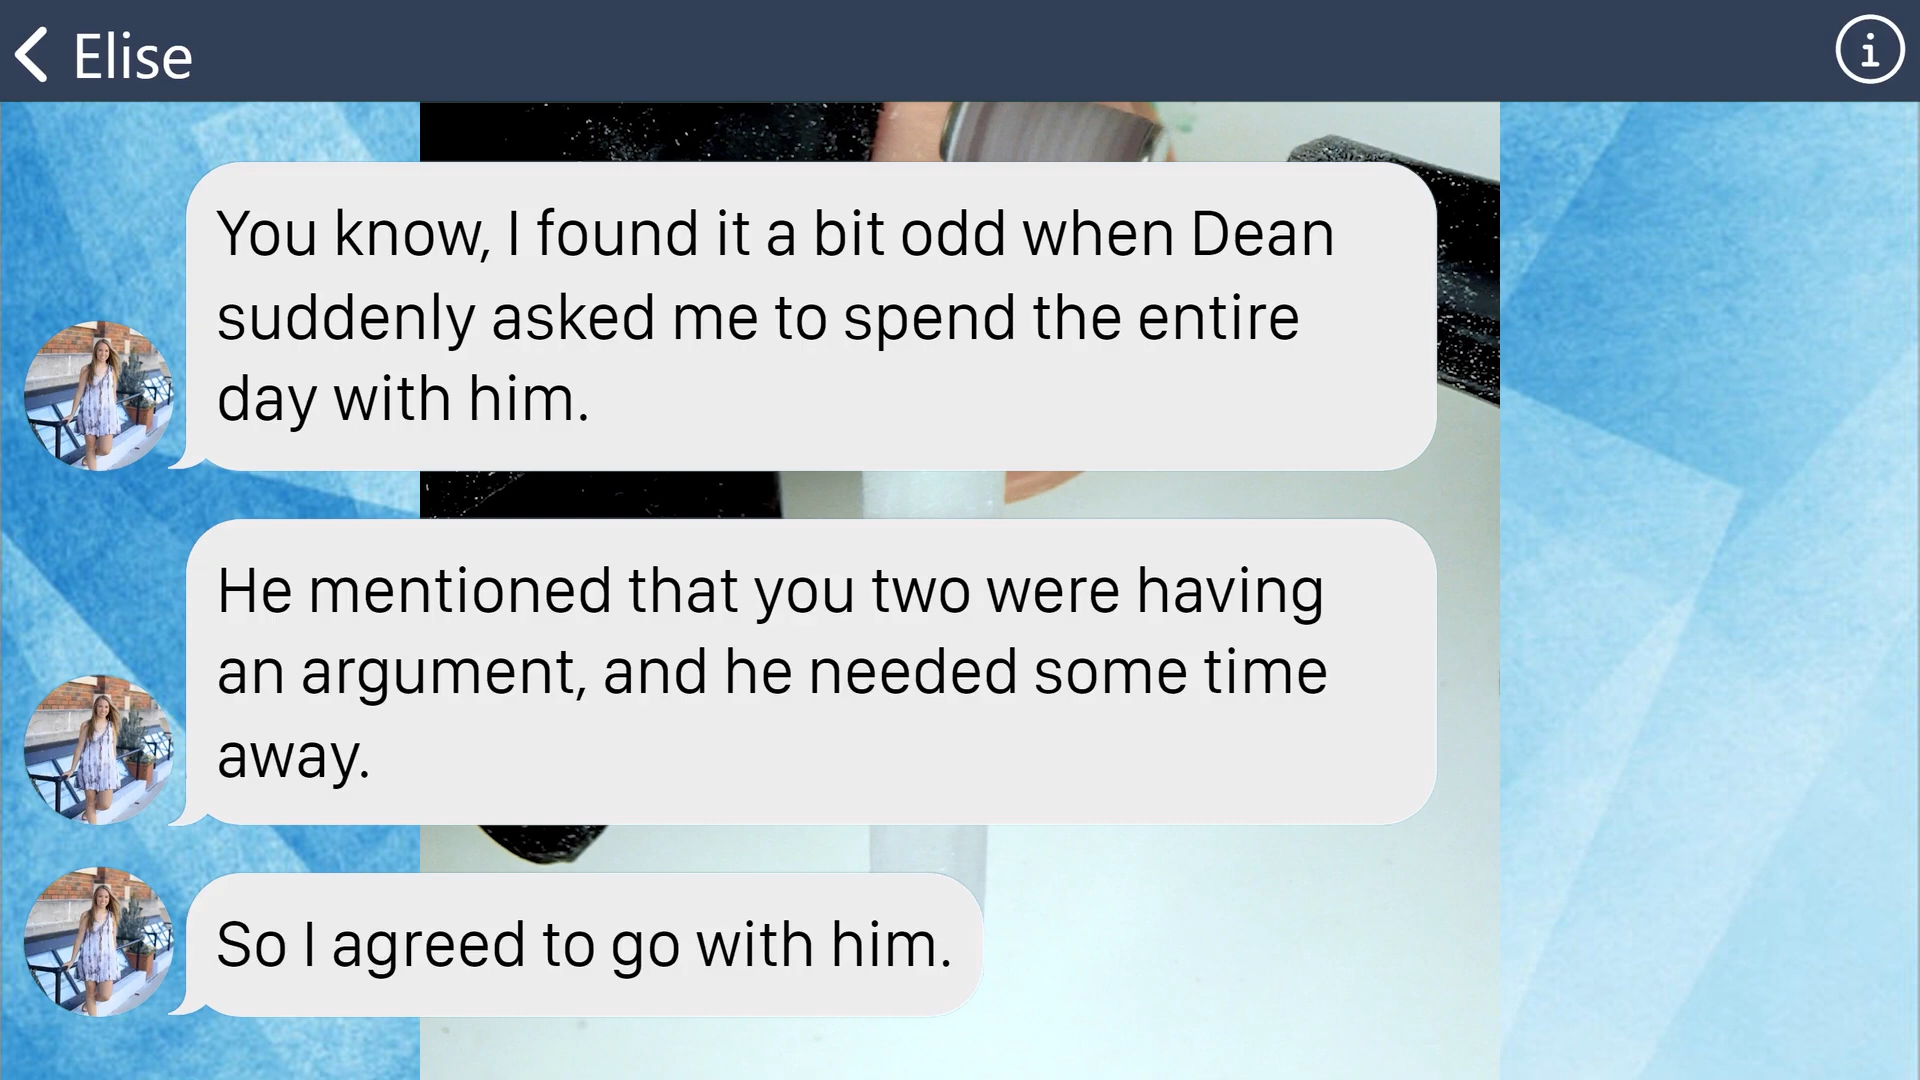 Elise
You know, I found it a bit odd when Dean
suddenly asked me to spend the entire
day with him.
He mentioned that you two were having
an argument, and he needed some time
away.
So I agreed to go with him.